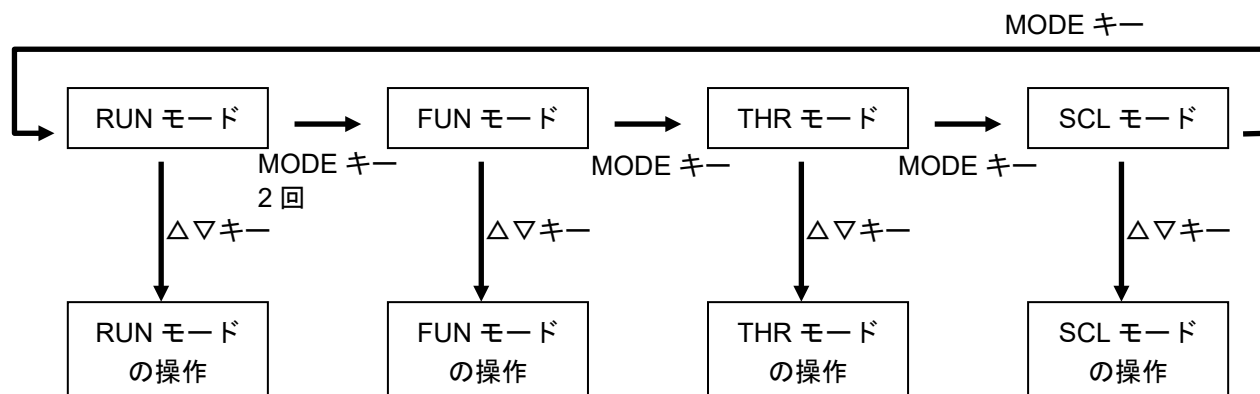 MODE キー
RUN モード
FUN モード
THR モード
SCL モード
MODE キー
2 回
MODE キー
MODE キー
△▽キー
△▽キー
△▽キー
△▽キー
RUN モード
の操作
FUN モード
の操作
THR モード
の操作
SCL モード
の操作